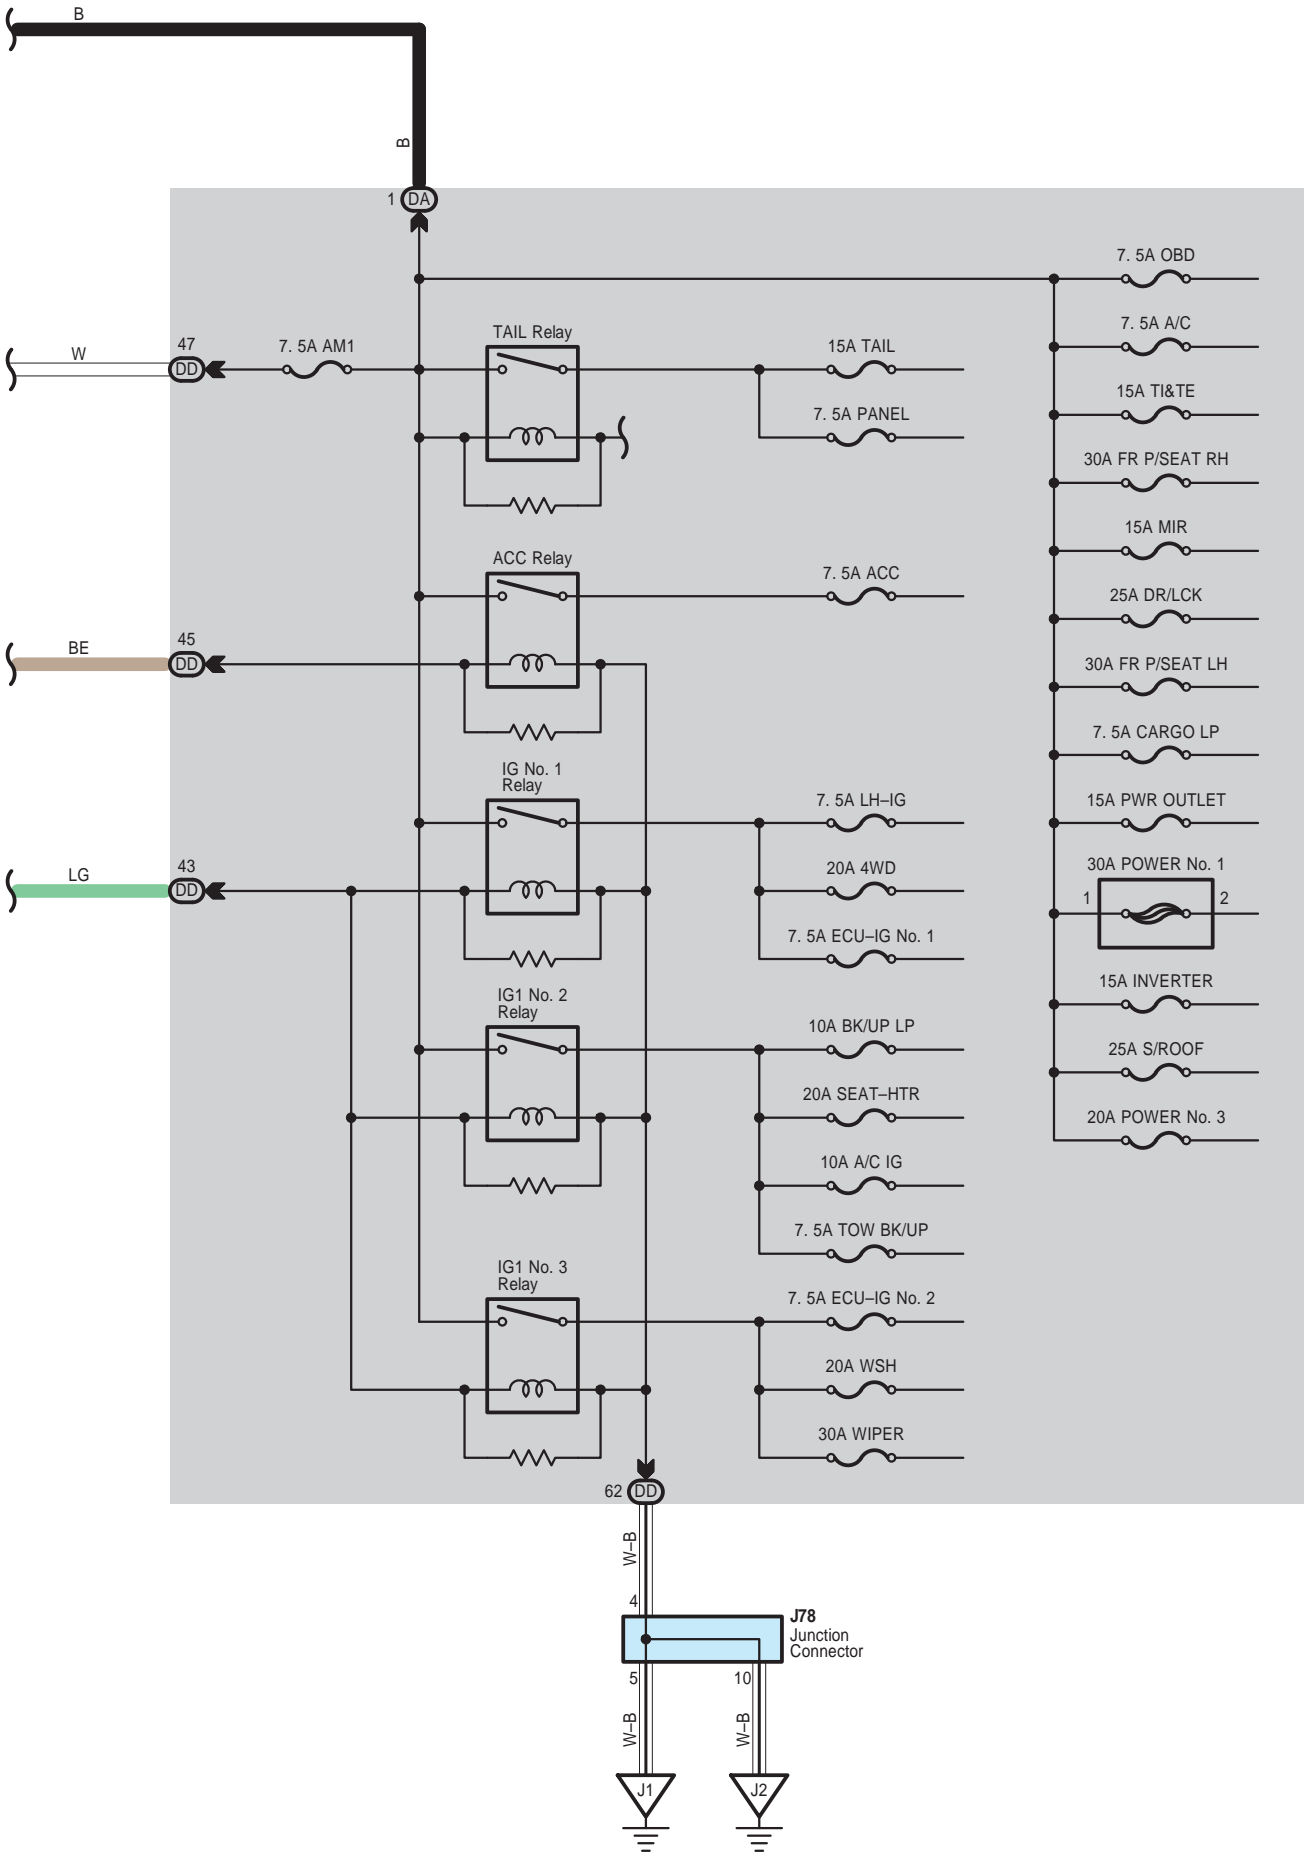 B
B
1
DA
7. 5A OBD
TAIL Relay
7. 5A A/C
W
47
DD
7. 5A AM1
15A TAIL
15A TI&TE
7. 5A PANEL
30A FR P/SEAT RH
15A MIR
ACC Relay
7. 5A ACC
25A DR/LCK
BE
45
DD
30A FR P/SEAT LH
7. 5A CARGO LP
IG No. 1
Relay
7. 5A LH–IG
15A PWR OUTLET
LG
43
DD
20A 4WD
30A POWER No. 1
1
2
7. 5A ECU–IG No. 1
15A INVERTER
IG1 No. 2
Relay
10A BK/UP LP
25A S/ROOF
20A SEAT–HTR
20A POWER No. 3
10A A/C IG
7. 5A TOW BK/UP
IG1 No. 3
Relay
7. 5A ECU–IG No. 2
20A WSH
30A WIPER
62
DD
W–B
4
J78
Junction
Connector
5
10
W–B
W–B
J1
J2